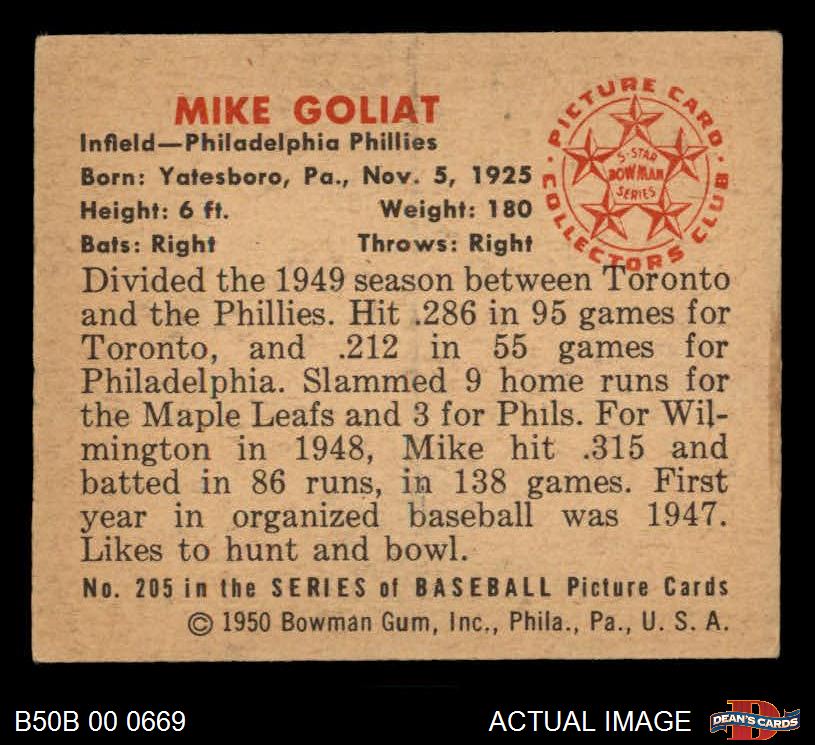 MIKE GOLIAT
Infield—Philadelphia Phillies
Born: Yatesboro, Pa., Nov. 5, 1925
Height: 6 ft. Weight: 180
Bats: Right Throws: Right
PICTURE CARD
COLLECTORS CLUB
5-STAR
BOWMAN
SERIES
Divided the 1949 season between Toronto
and the Phillies. Hit .286 in 95 games for
Toronto, and .212 in 55 games for
Philadelphia. Slammed 9 home runs for
the Maple Leafs and 3 for Phils. For Wil-
mington in 1948, Mike hit .315 and
batted in 86 runs, in 138 games. First
year in organized baseball was 1947.
Likes to hunt and bowl.
No. 205 in the SERIES of BASEBALL Picture Cards
© 1950 Bowman Gum, Inc., Phila., Pa., U. S. A.
B50B 00 0669 ACTUAL IMAGE
D
DEAN'S CARDS